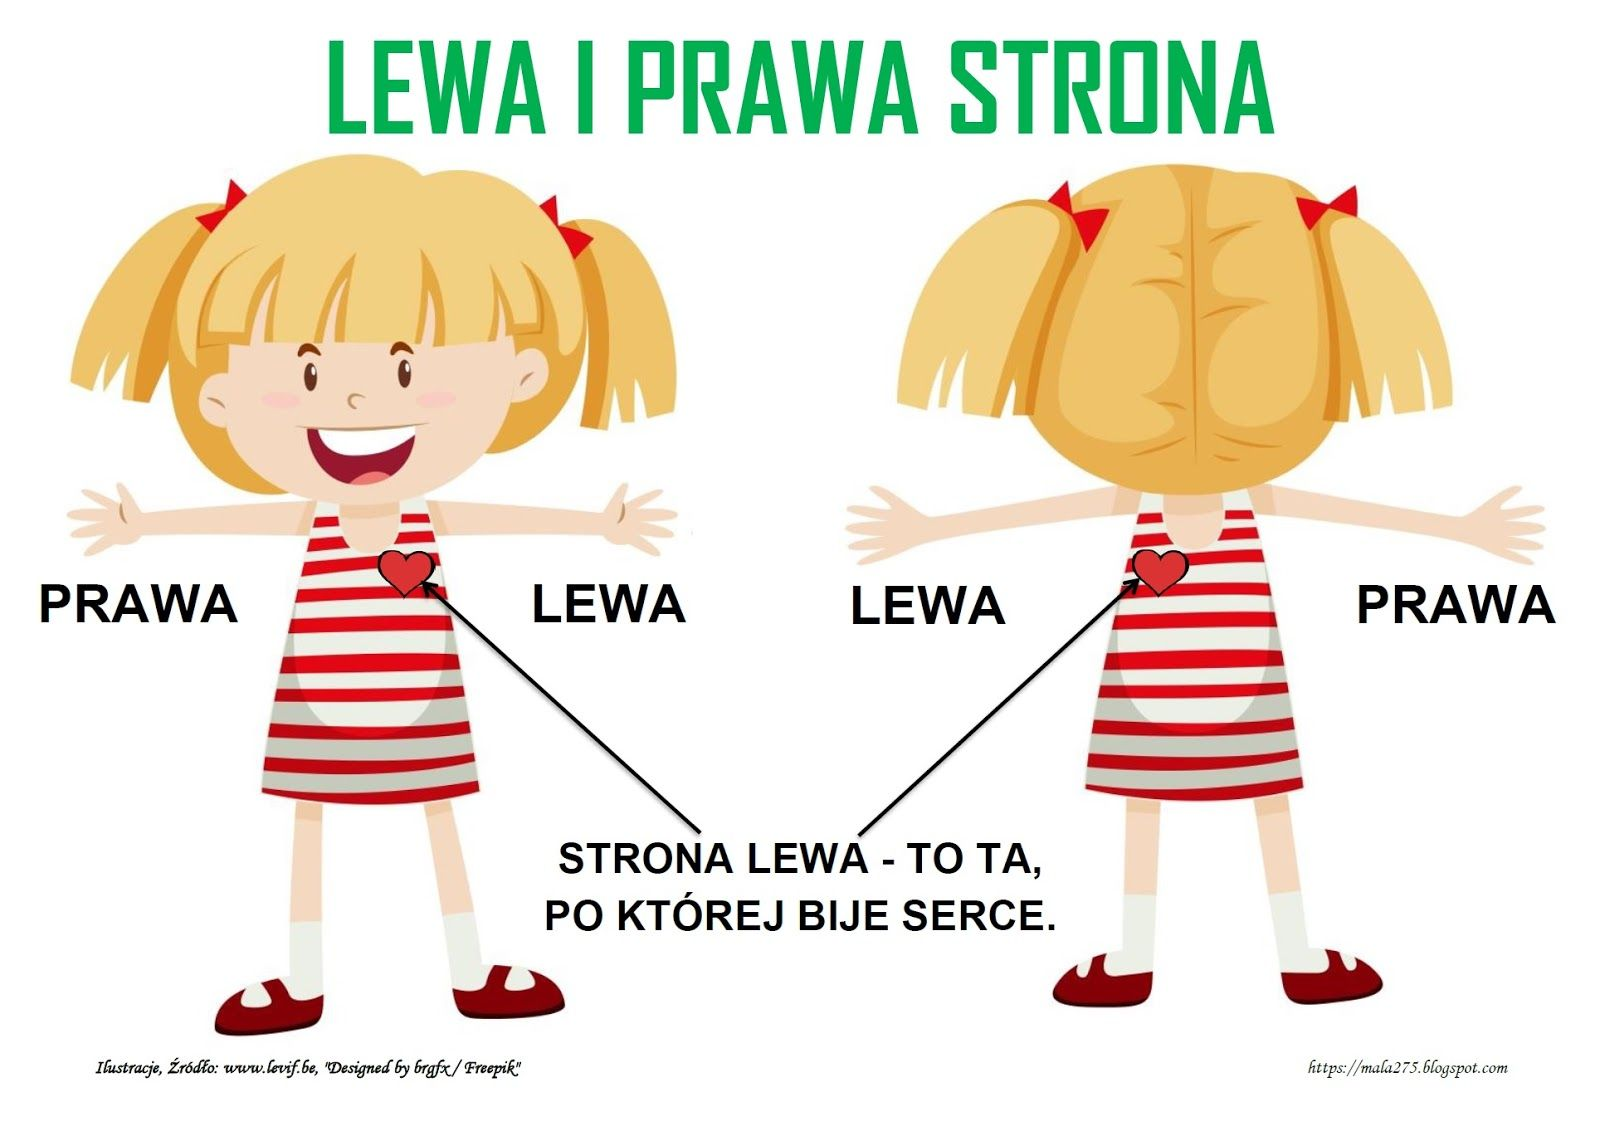 LEWA I PRAWA STRONA
PRAWA
LEWA
LEWA
PRAWA
STRONA LEWA - TO TA,
PO KTÓREJ BIJE SERCE.
Ilustracje, Źródło: www.levif.be, "Designed by brgfx / Freepik"
https://mala275.blogspot.com